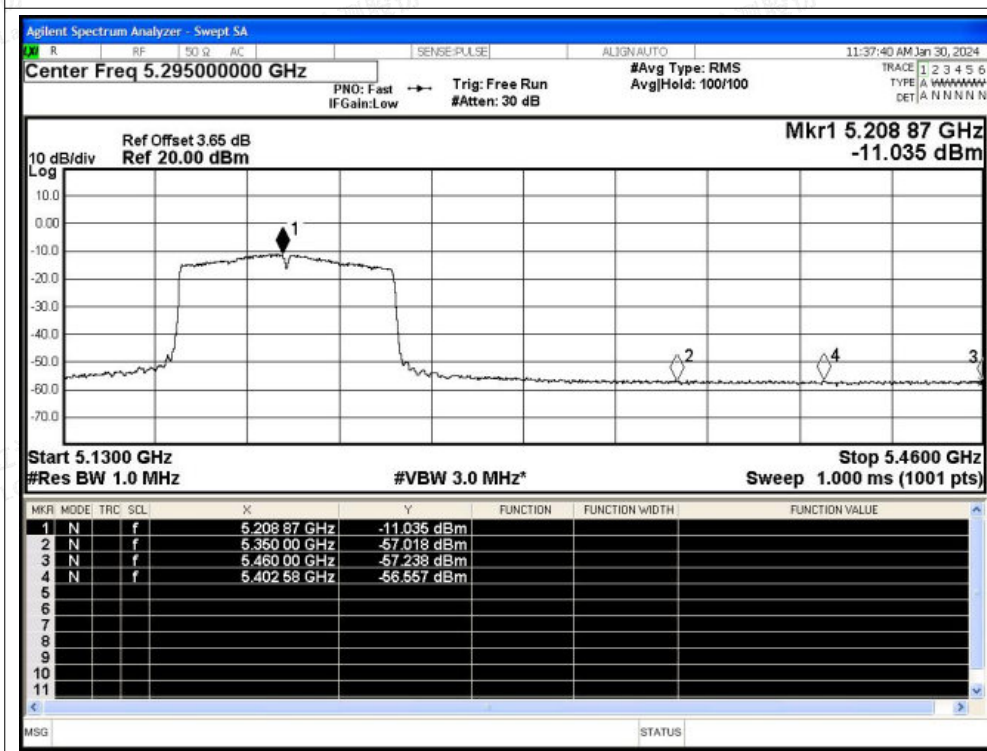 Agilent Spectrum Analyzer - Swept SA
R RF 50 Ω AC SENSE:PULSE ALIGN AUTO 11:37:40 AM Jan 30, 2024
Center Freq 5.295000000 GHz
PNO: Fast
IFGain:Low
Trig: Free Run
#Atten: 30 dB
#Avg Type: RMS
Avg|Hold: 100/100
TRACE 1 2 3 4 5 6
TYPE A WWWWW
DET A N N N N N
Ref Offset 3.65 dB
Ref 20.00 dBm
10 dB/div
Log
Mkr1 5.208 87 GHz
-11.035 dBm
10.0
0.00
-10.0
-20.0
-30.0
-40.0
-50.0
-60.0
-70.0
1
2
4
3
Start 5.1300 GHz Stop 5.4600 GHz
#Res BW 1.0 MHz #VBW 3.0 MHz* Sweep 1.000 ms (1001 pts)
MKR MODE TRC SCL X Y FUNCTION FUNCTION WIDTH FUNCTION VALUE
1 N f 5.208 87 GHz -11.035 dBm
2 N f 5.350 00 GHz -57.018 dBm
3 N f 5.460 00 GHz -57.238 dBm
4 N f 5.402 58 GHz -56.557 dBm
5
6
7
8
9
10
11
MSG STATUS